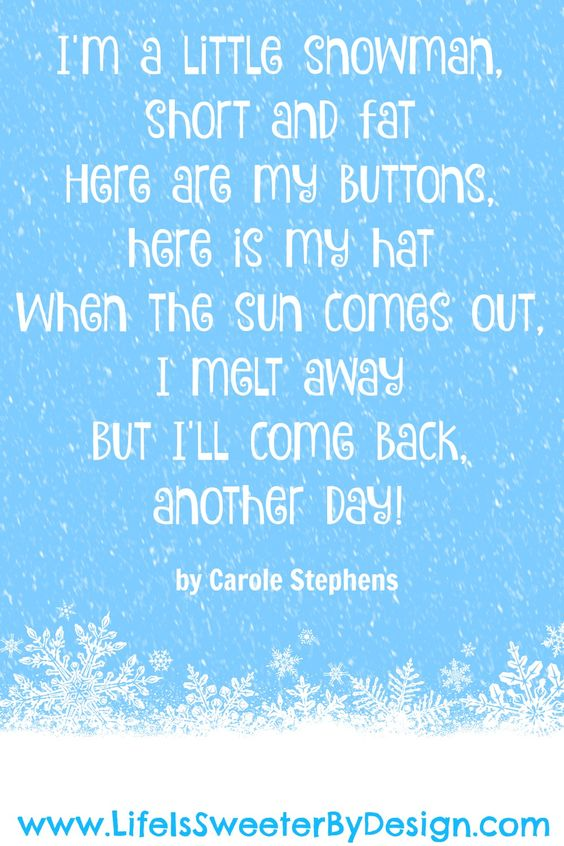 I'm a little snowman,
short and fat
Here are my buttons,
here is my hat
When the sun comes out,
I melt away
But I'll come back,
another day!
by Carole Stephens
www.LifeIsSweeterByDesign.com